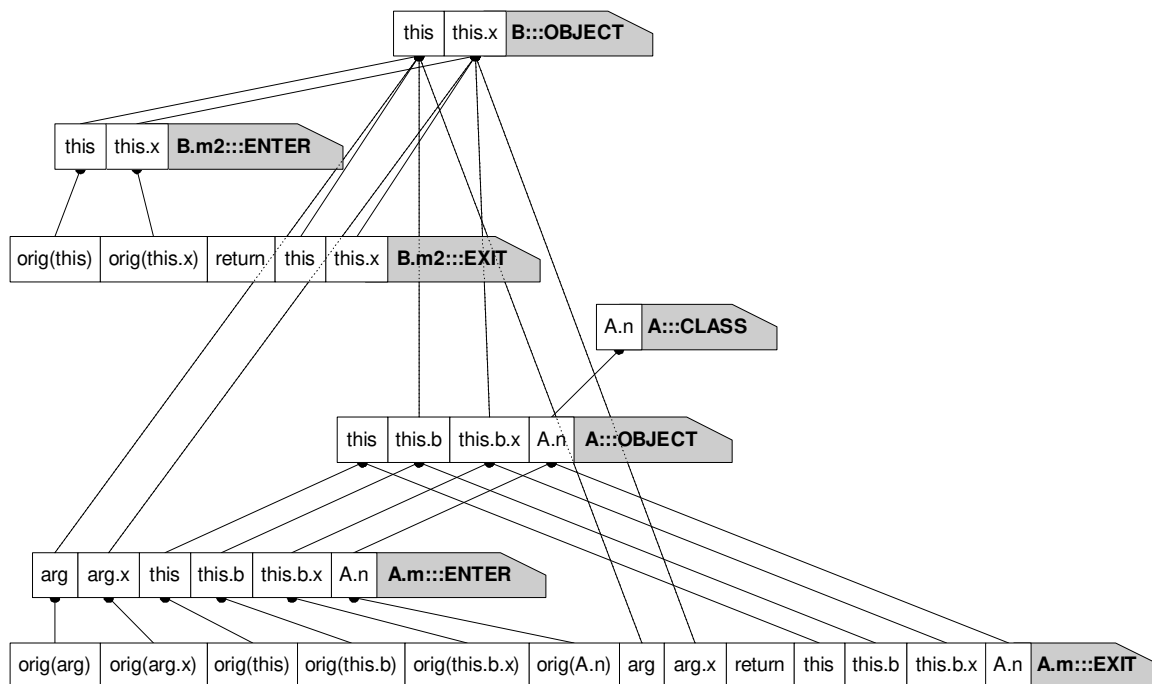 this this.x B:::OBJECT
this this.x B.m2:::ENTER
orig(this) orig(this.x) return this this.x B.m2:::EXIT
A.n A:::CLASS
this this.b this.b.x A.n A:::OBJECT
arg arg.x this this.b this.b.x A.n A.m:::ENTER
orig(arg) orig(arg.x) orig(this) orig(this.b) orig(this.b.x) orig(A.n) arg arg.x return this this.b this.b.x A.n A.m:::EXIT